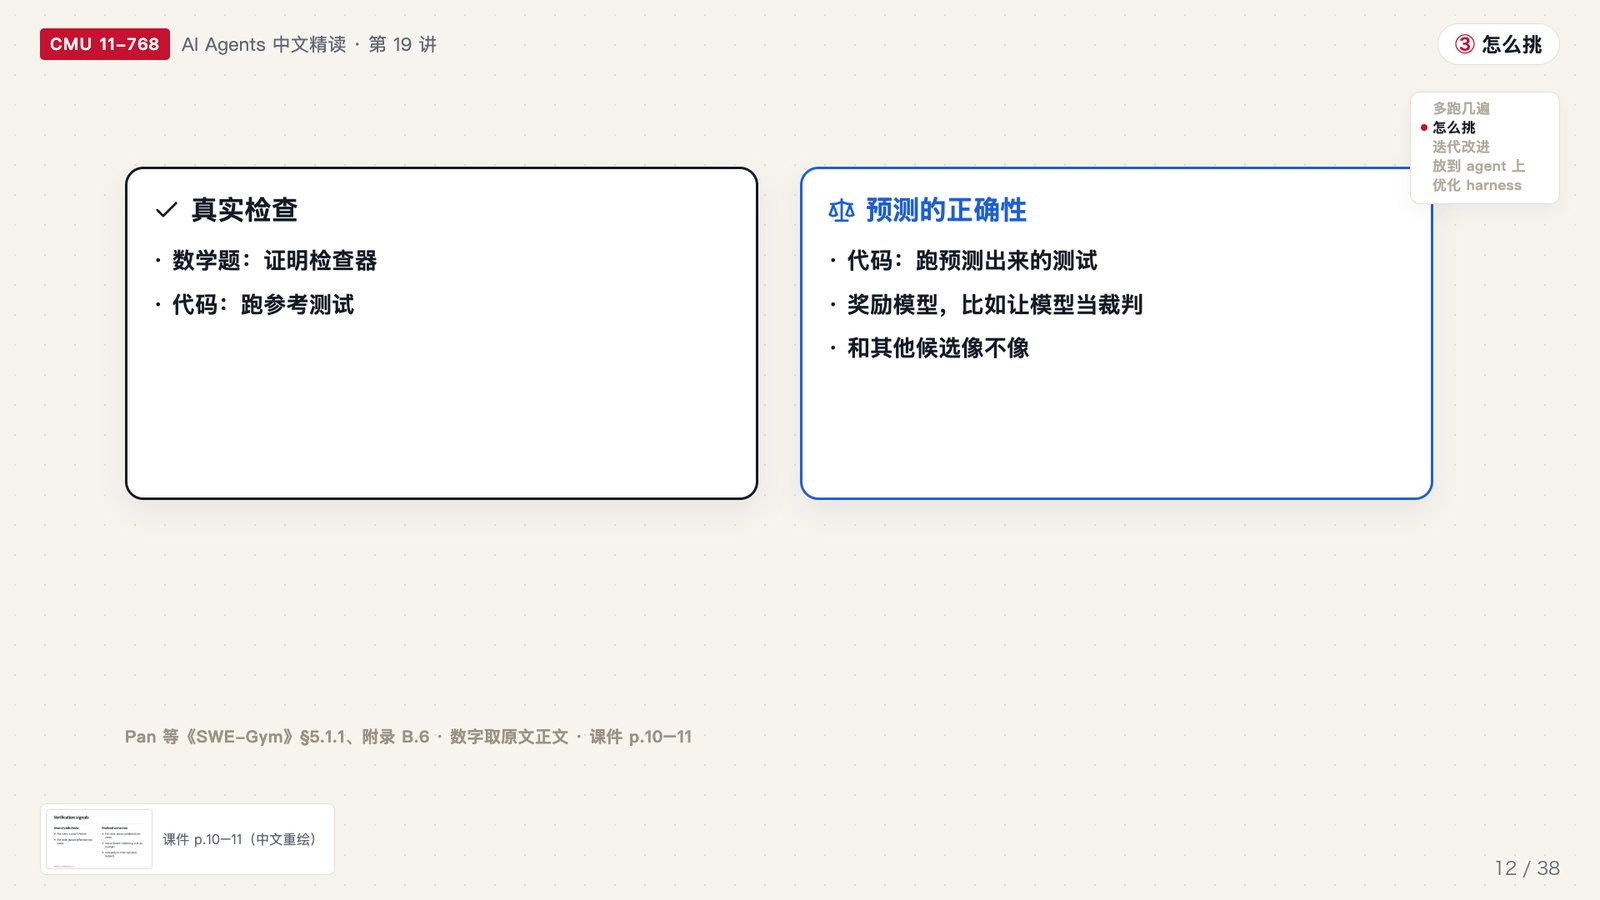 CMU 11-768 AI Agents 中文精读 · 第 19 讲
③ 怎么挑
多跑几遍
怎么挑
迭代改进
放到 agent 上
优化 harness
真实检查
· 数学题：证明检查器
· 代码：跑参考测试
预测的正确性
· 代码：跑预测出来的测试
· 奖励模型，比如让模型当裁判
· 和其他候选像不像
Pan 等《SWE-Gym》§5.1.1、附录 B.6 · 数字取原文正文 · 课件 p.10–11
Verification signals
课件 p.10–11（中文重绘）
12 / 38